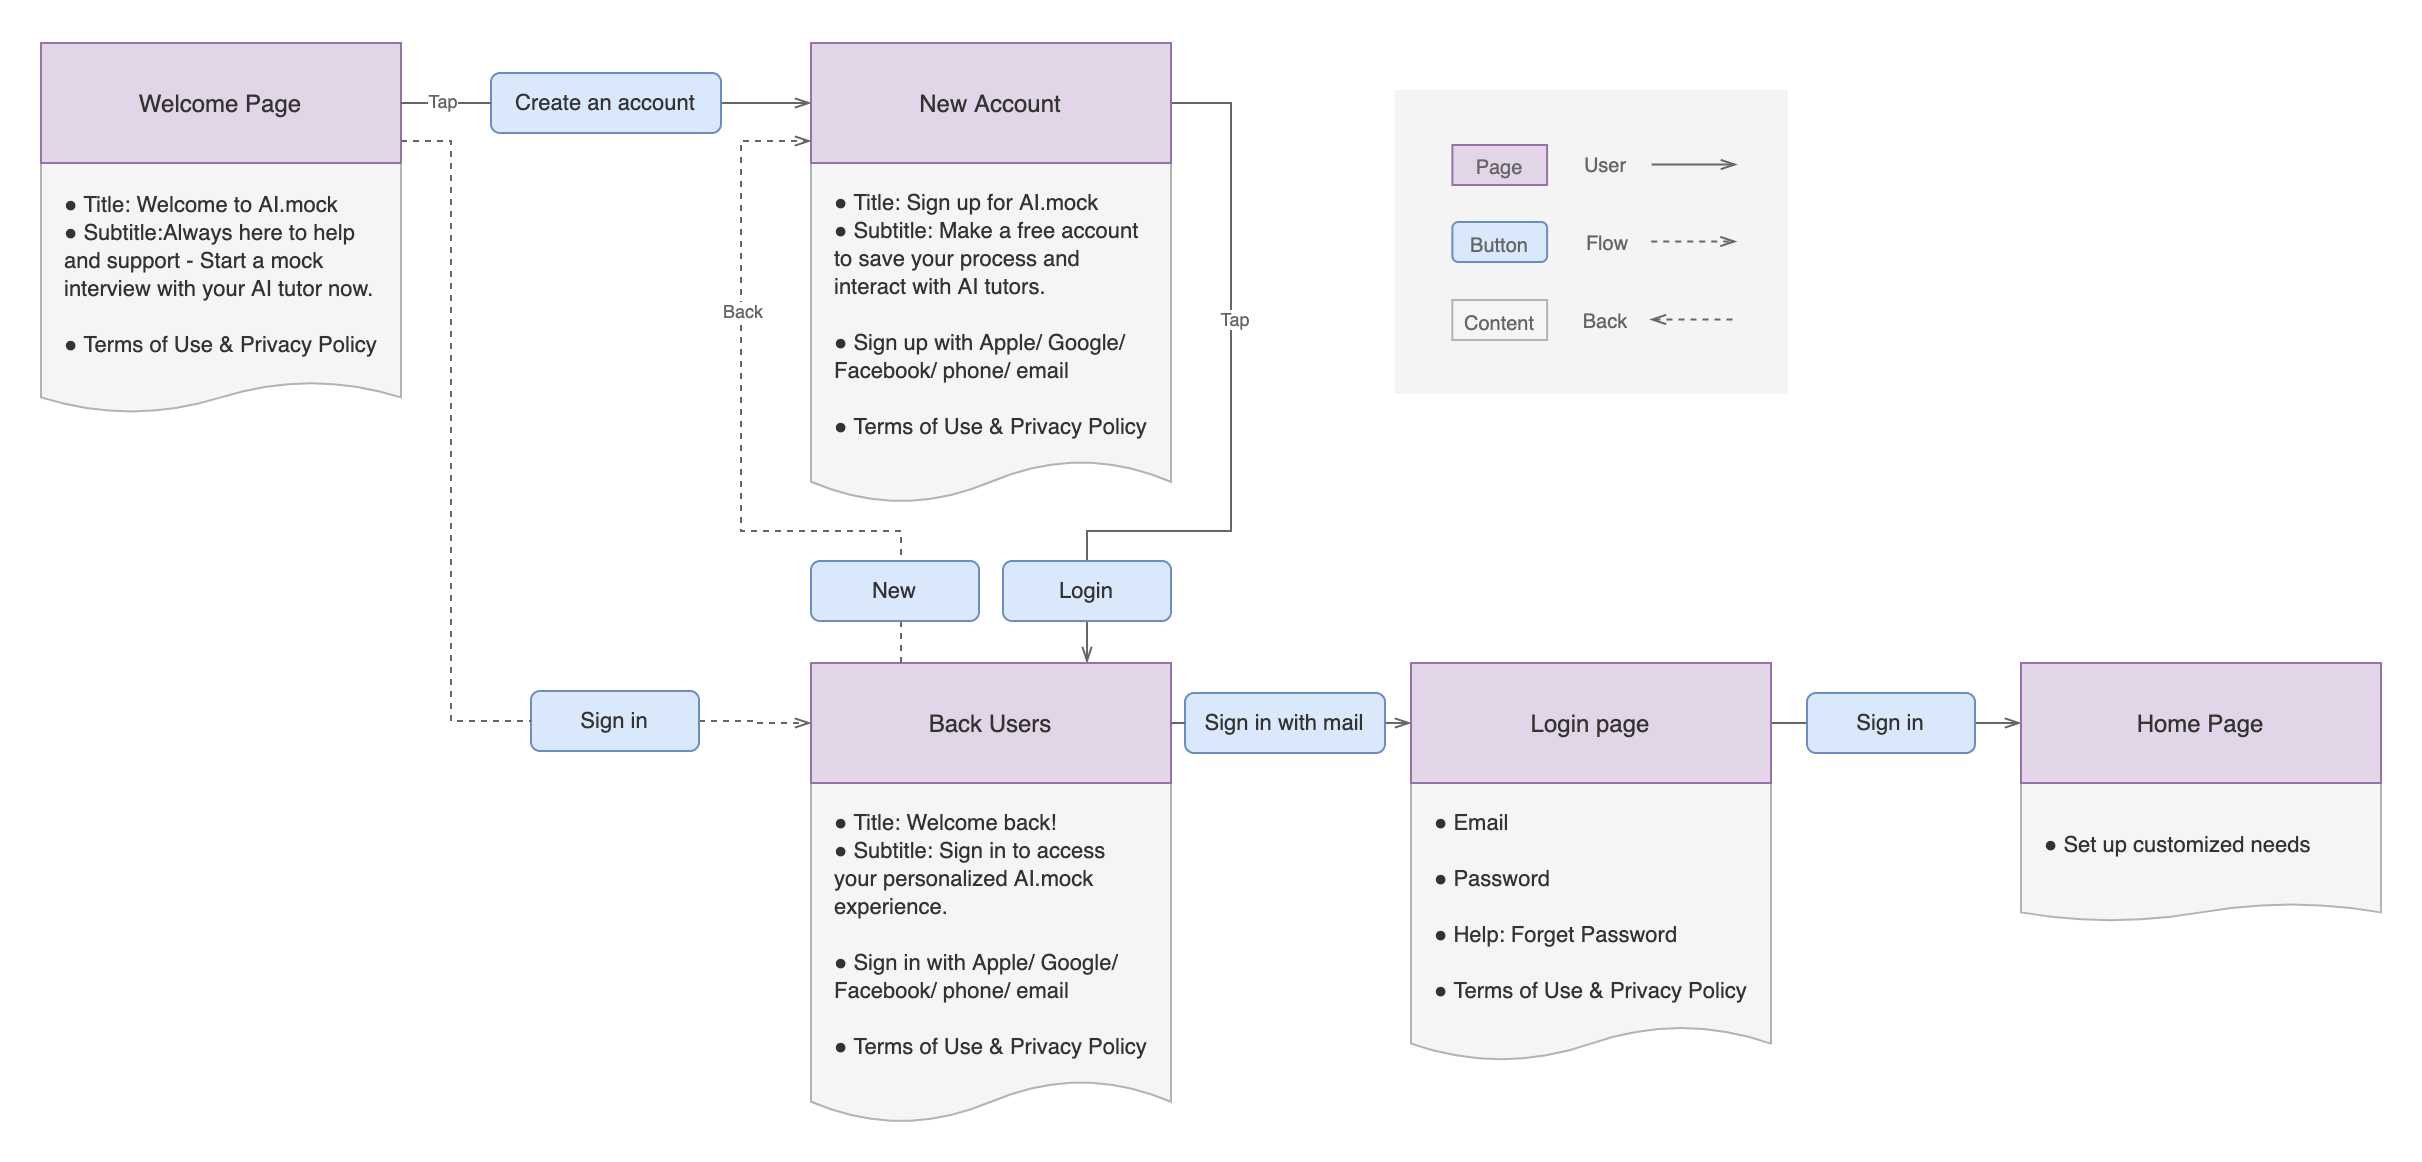 Welcome Page
Tap
Create an account
New Account
● Title: Welcome to AI.mock
● Subtitle:Always here to help
and support - Start a mock
interview with your AI tutor now.
● Terms of Use & Privacy Policy
● Title: Sign up for AI.mock
● Subtitle: Make a free account
to save your process and
interact with AI tutors.
● Sign up with Apple/ Google/
Facebook/ phone/ email
● Terms of Use & Privacy Policy
Back
Tap
Page
User
Button
Flow
Content
Back
New
Login
Sign in
Back Users
Sign in with mail
Login page
Sign in
Home Page
● Title: Welcome back!
● Subtitle: Sign in to access
your personalized AI.mock
experience.
● Sign in with Apple/ Google/
Facebook/ phone/ email
● Terms of Use & Privacy Policy
● Email
● Password
● Help: Forget Password
● Terms of Use & Privacy Policy
● Set up customized needs